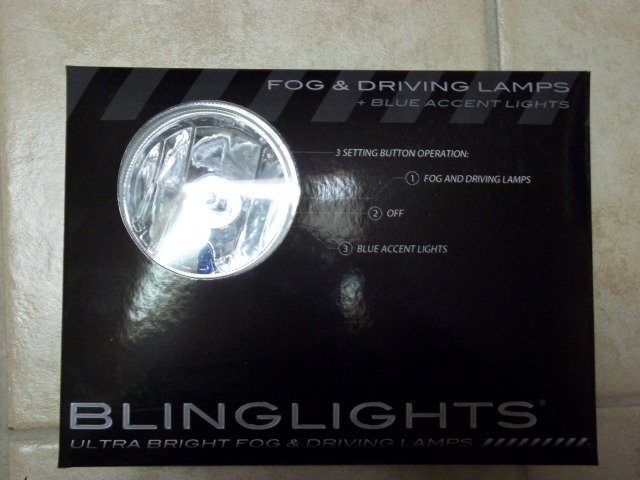 FOG & DRIVING LAMPS
+ BLUE ACCENT LIGHTS
3 SETTING BUTTON OPERATION:
1 FOG AND DRIVING LAMPS
2 OFF
3 BLUE ACCENT LIGHTS
BLINGLIGHTS®
ULTRA BRIGHT FOG & DRIVING LAMPS